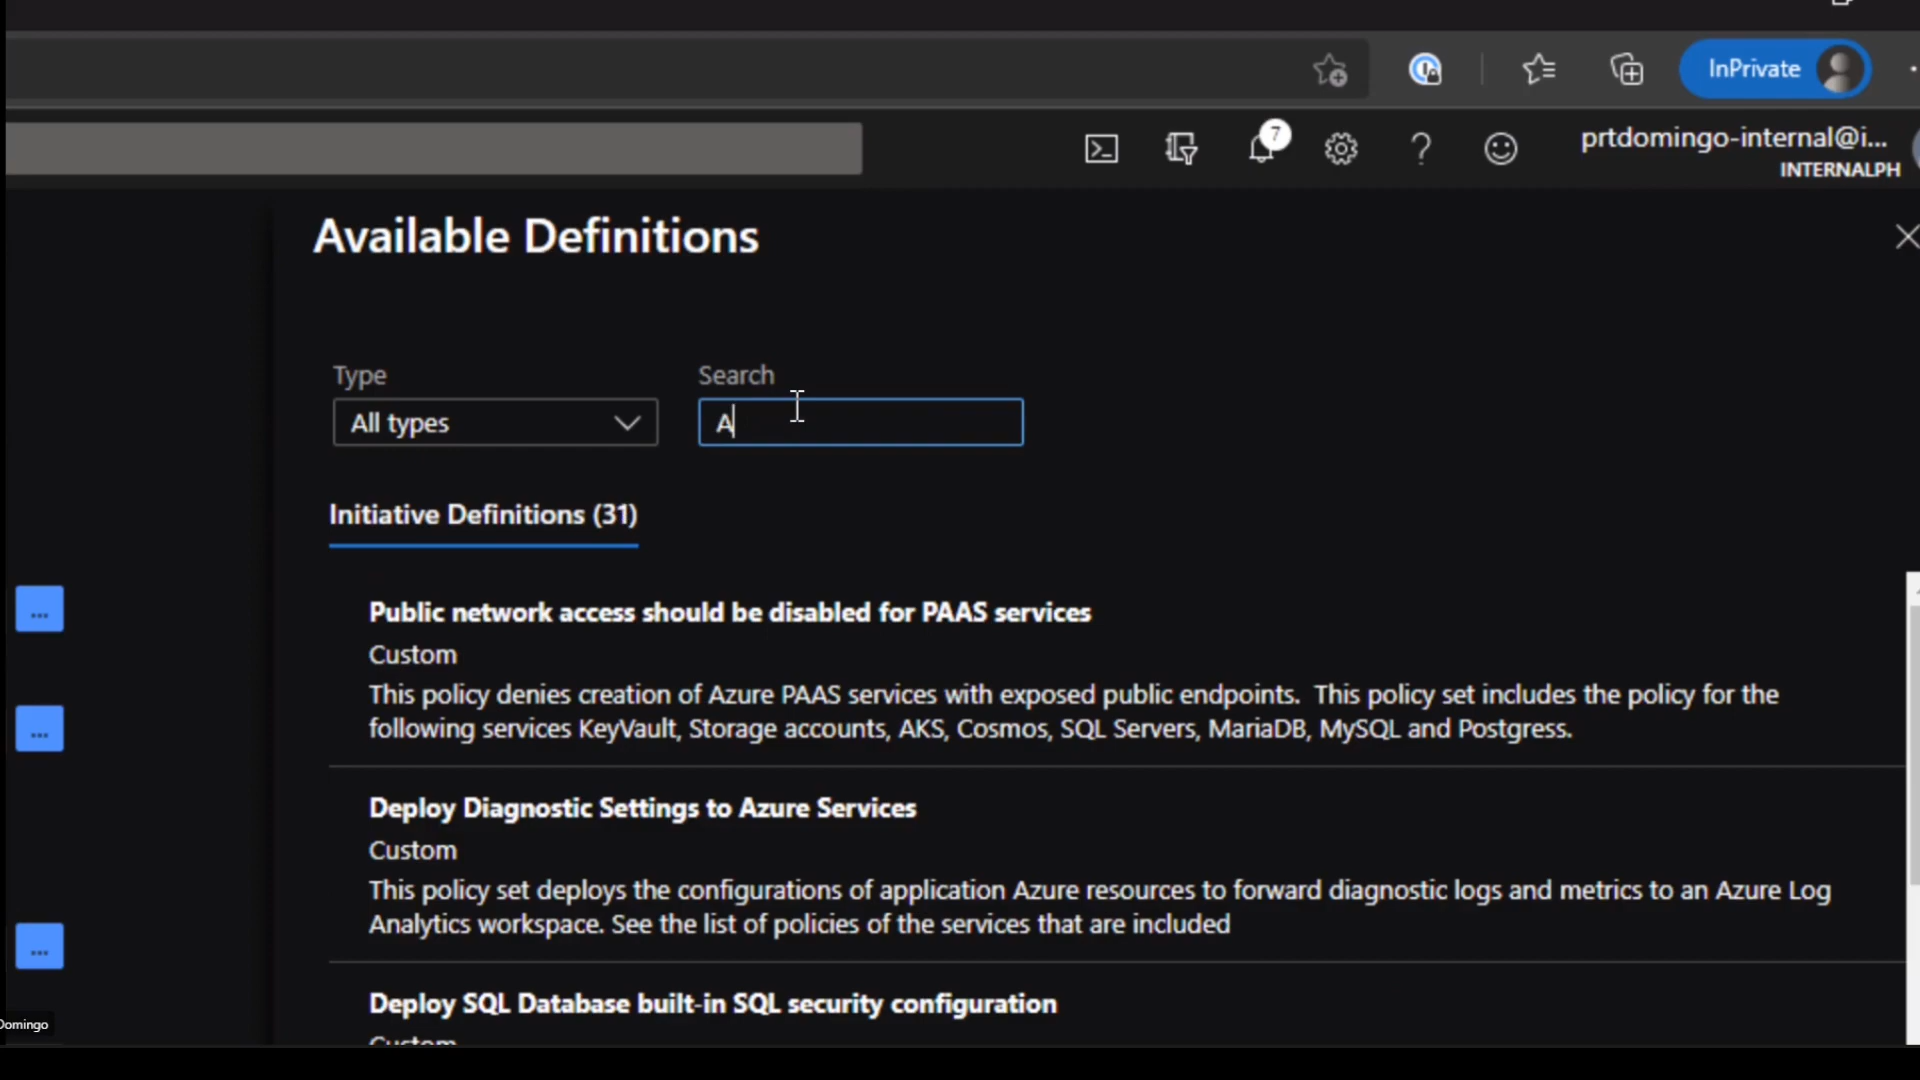 InPrivate
7
prtdomingo-internal@i...
INTERNALPH
Available Definitions
Type
Search
All types
A
Initiative Definitions (31)
Public network access should be disabled for PAAS services
Custom
This policy denies creation of Azure PAAS services with exposed public endpoints. This policy set includes the policy for the
following services KeyVault, Storage accounts, AKS, Cosmos, SQL Servers, MariaDB, MySQL and Postgress.
...
...
Deploy Diagnostic Settings to Azure Services
Custom
This policy set deploys the configurations of application Azure resources to forward diagnostic logs and metrics to an Azure Log
Analytics workspace. See the list of policies of the services that are included
...
Deploy SQL Database built-in SQL security configuration
Domingo
Custom